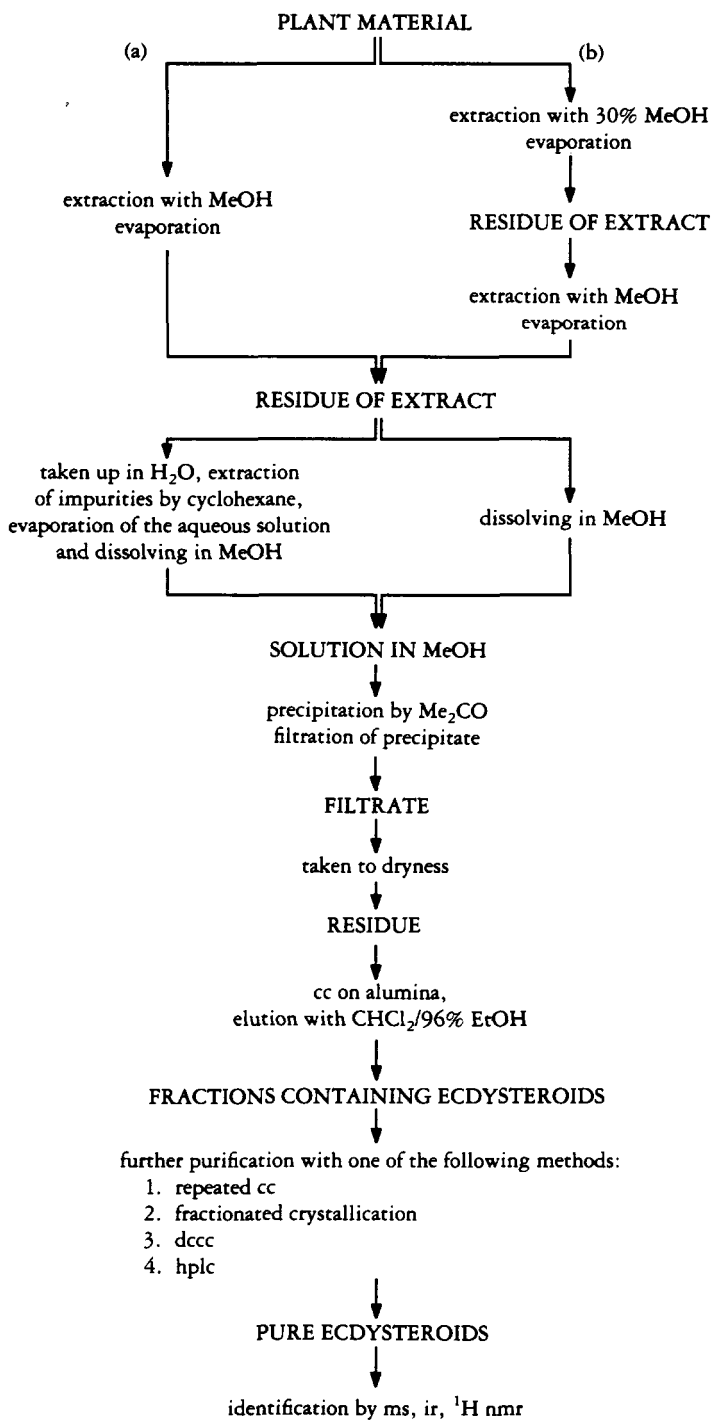 PLANT MATERIAL
(a)
(b)
extraction with 30% MeOH
evaporation
extraction with MeOH
evaporation
RESIDUE OF EXTRACT
extraction with MeOH
evaporation
RESIDUE OF EXTRACT
taken up in H₂O, extraction
of impurities by cyclohexane,
evaporation of the aqueous solution
and dissolving in MeOH
dissolving in MeOH
SOLUTION IN MeOH
precipitation by Me₂CO
filtration of precipitate
FILTRATE
taken to dryness
RESIDUE
cc on alumina,
elution with CHCl₂/96% EtOH
FRACTIONS CONTAINING ECDYSTEROIDS
further purification with one of the following methods:
1. repeated cc
2. fractionated crystallication
3. dccc
4. hplc
PURE ECDYSTEROIDS
identification by ms, ir, ¹H nmr